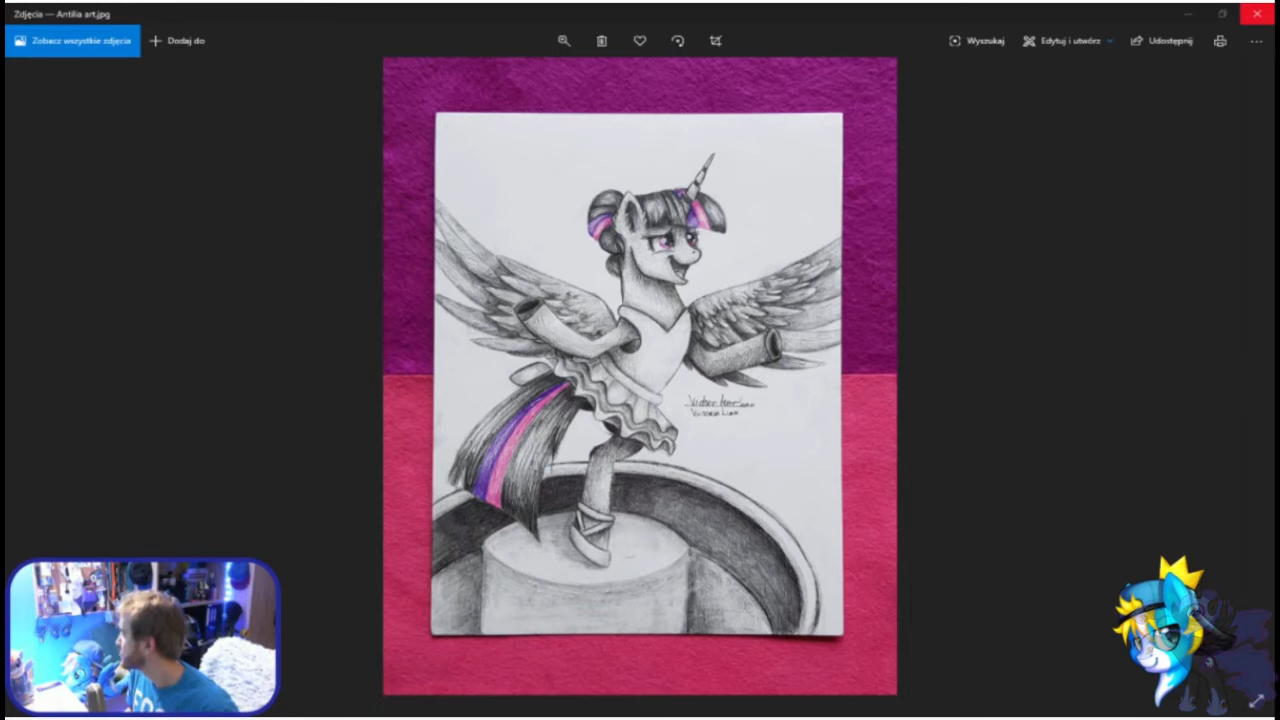 Zdjęcia — Antilia art.jpg
Zobacz wszystkie zdjęcia
Dodaj do
Wyszukaj
Edytuj i utwórz
Udostępnij